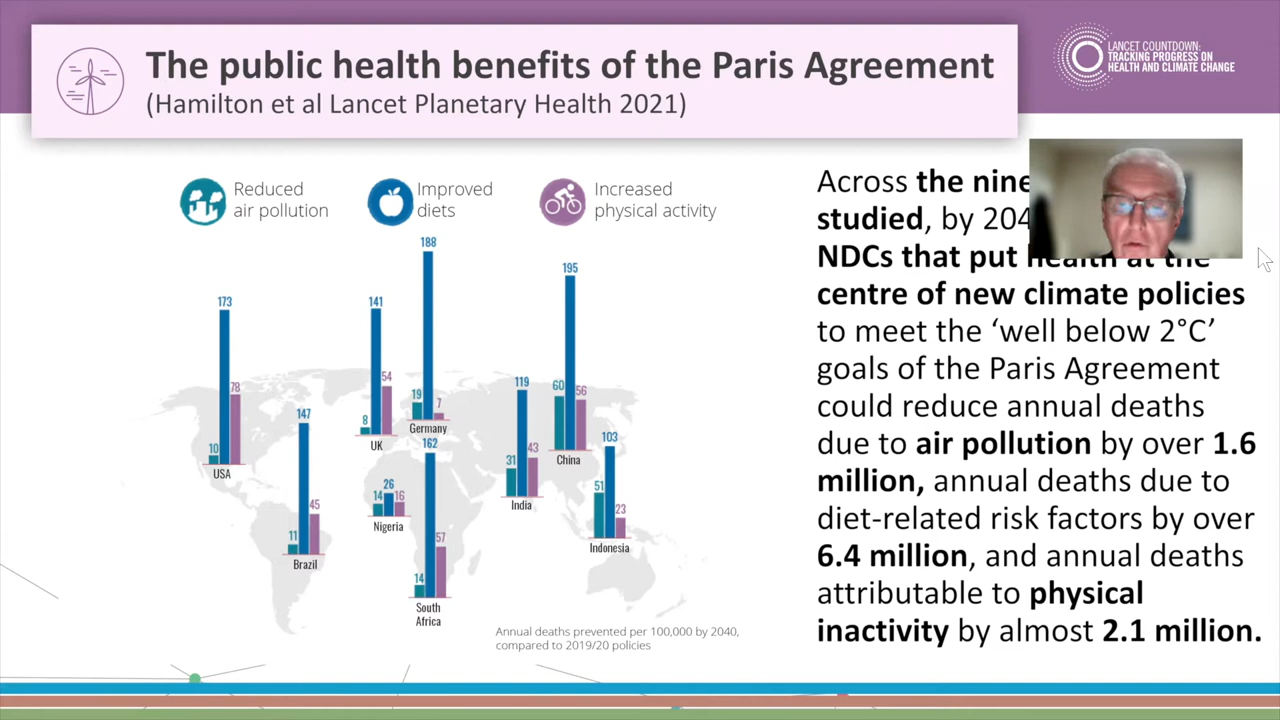 The public health benefits of the Paris Agreement
(Hamilton et al Lancet Planetary Health 2021)
LANCET COUNTDOWN:
TRACKING PROGRESS ON
HEALTH AND CLIMATE CHANGE
Reduced
air pollution
Improved
diets
Increased
physical activity
173
78
10
USA
147
45
11
Brazil
141
54
8
UK
188
19
7
Germany
26
14
16
Nigeria
162
57
14
South
Africa
119
43
31
India
195
60
56
China
103
51
23
Indonesia
Annual deaths prevented per 100,000 by 2040,
compared to 2019/20 policies
Across the nine
studied, by 204
NDCs that put health at the
centre of new climate policies
to meet the ‘well below 2°C’
goals of the Paris Agreement
could reduce annual deaths
due to air pollution by over 1.6
million, annual deaths due to
diet-related risk factors by over
6.4 million, and annual deaths
attributable to physical
inactivity by almost 2.1 million.